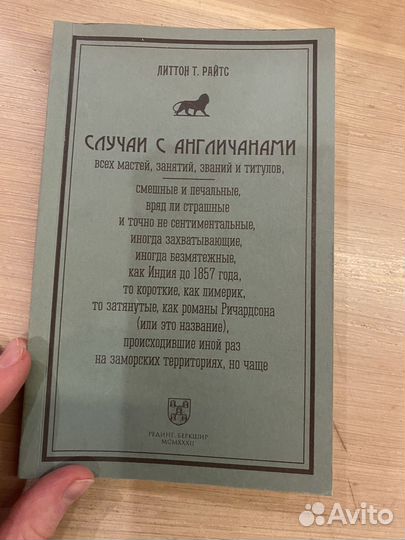 ЛИТТОН Т. РАЙТС
СЛУЧАИ С АНГЛИЧАНАМИ
ВСЕХ МАСТЕЙ, ЗАНЯТИЙ, ЗВАНИЙ И ТИТУЛОВ,
СМЕШНЫЕ И ПЕЧАЛЬНЫЕ,
ВРЯД ЛИ СТРАШНЫЕ
И ТОЧНО НЕ СЕНТИМЕНТАЛЬНЫЕ,
ИНОГДА ЗАХВАТЫВАЮЩИЕ,
ИНОГДА БЕЗМЯТЕЖНЫЕ,
КАК ИНДИЯ ДО 1857 ГОДА,
ТО КОРОТКИЕ, КАК ЛИМЕРИК,
ТО ЗАТЯНУТЫЕ, КАК РОМАНЫ РИЧАРДСОНА
(ИЛИ ЭТО НАЗВАНИЕ),
ПРОИСХОДИВШИЕ ИНОЙ РАЗ
НА ЗАМОРСКИХ ТЕРРИТОРИЯХ, НО ЧАЩЕ
РЕДИНГ, БЕРКШИР
MCMXXXII
Avito